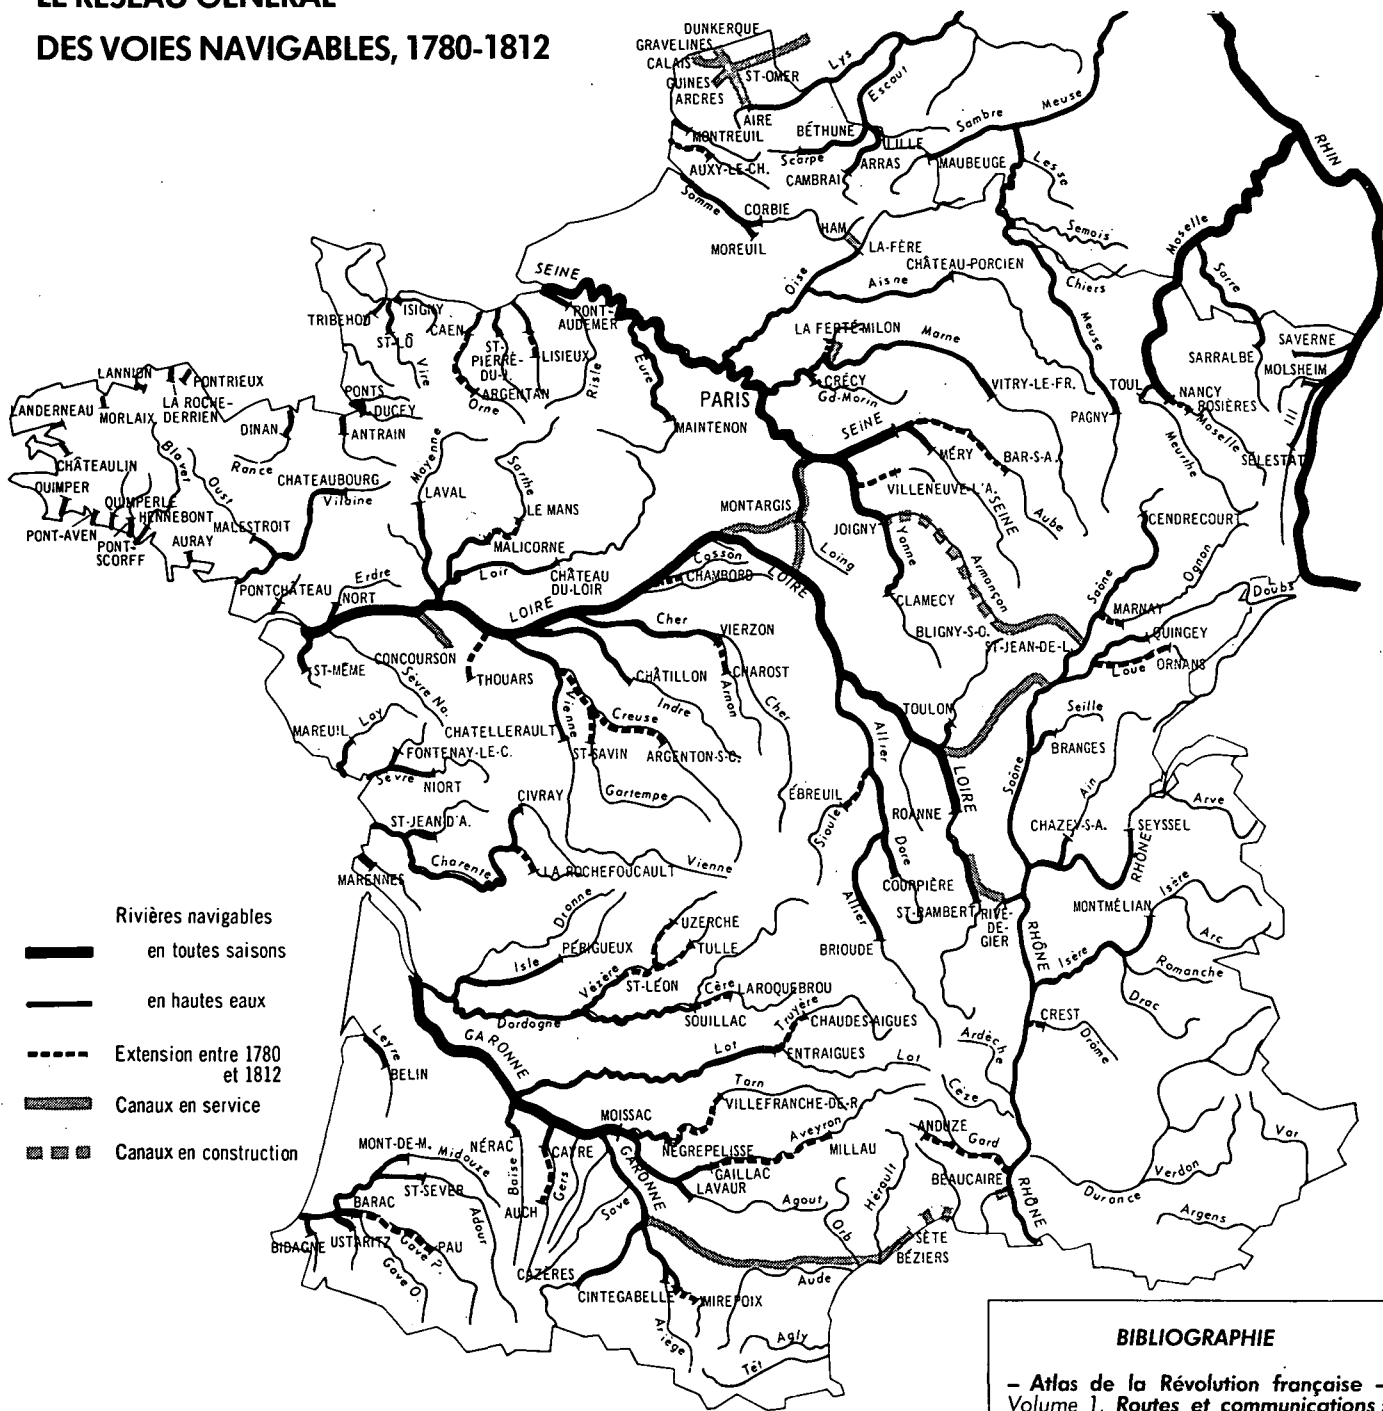 LE RÉSEAU GÉNÉRAL
DES VOIES NAVIGABLES, 1780-1812
DUNKERQUE
GRAVELINES
CALAIS
GUINES
ARCRES
ST-OMER
Lys
Escaut
AIRE
MONTREUIL
BÉTHUNE
LILLE
Sambre
Meuse
RHIN
AUXY-LE-CH.
Scarpe
ARRAS
CAMBRAI
MAUBEUGE
Lesse
Somme
CORBIE
MOREUIL
HAM
LA-FÈRE
Semois
Moselle
CHÂTEAU-PORCIEN
Chiers
Sarre
SEINE
Oise
Aisne
TRIBEHOU
ISIGNY
CAEN
PONT-
AUDEMER
LA FERTÉ-MILON
Marne
Meuse
SAVERNE
ST-LÔ
Vire
ST-
PIERRE-
DU-J.
LISIEUX
Risle
Eure
SARRALBE
MOLSHEIM
LANNION
PONTRIEUX
LA ROCHE-
DERRIEN
MORLAIX
LANDERNEAU
PONTS
DUCEY
ARGENTAN
Orne
PARIS
CRÉCY
Gd-Morin
VITRY-LE-FR.
TOUL
NANCY
ROSIÈRES
Ill
DINAN
ANTRAIN
MAINTENON
SEINE
PAGNY
Moselle
Meurthe
SÉLESTAT
CHÂTEAULIN
Blavet
Oust
Rance
CHATEAUBOURG
Mayenne
Sarthe
MÉRY
BAR-S-A.
QUIMPER
QUIMPERLÉ
HENNEBONT
Vilaine
LAVAL
LE MANS
MONTARGIS
VILLENEUVE-L'A.
SEINE
Aube
CENDRECOURT
PONT-AVEN
PONT-
SCORFF
AURAY
MALESTROIT
MALICORNE
JOIGNY
Yonne
Armançon
Loing
Ognon
PONTCHÂTEAU
Erdre
NORT
Loir
CHÂTEAU
DU-LOIR
Cosson
CHAMBORD
LOIRE
LOIRE
CLAMECY
Saône
MARNAY
Doubs
BLIGNY-S-O.
ST-JEAN-DE-L.
QUINGEY
Loue
ORNANS
ST-MÊME
CONCOURSON
THOUARS
Cher
VIERZON
CHAROST
Sèvre Na.
CHÂTILLON
Arnon
Cher
MAREUIL
Lay
CHATELLERAULT
Vienne
Creuse
Indre
TOULON
Seille
BRANGES
FONTENAY-LE-C.
ST-SAVIN
ARGENTON-S-C.
Allier
LOIRE
Saône
Ain
Sèvre
NIORT
CIVRAY
Gartempe
ÉBREUIL
Sioule
ROANNE
Arve
ST-JEAN D'A.
CHAZEY-S-A.
SEYSSEL
Charente
LA ROCHEFOUCAULT
Vienne
Dore
RHÔNE
MARENNES
COURPIÈRE
Isère
Dronne
Allier
ST-RAMBERT
RIVE-
DE-
GIER
MONTMÉLIAN
Rivières navigables
en toutes saisons
en hautes eaux
Extension entre 1780
et 1812
Canaux en service
Canaux en construction
UZERCHE
PÉRIGUEUX
TULLE
BRIOUDE
RHÔNE
Arc
Isle
Vézère
ST-LÉON
Isère
Romanche
Cère
LAROQUEBROU
Drac
Dordogne
SOUILLAC
Truyère
CHAUDES-AIGUES
CREST
Drôme
GARONNE
Leyre
BELIN
Lot
ENTRAIGUES
Lot
Ardèche
Cèze
Tarn
VILLEFRANCHE-DE-R.
MOISSAC
Aveyron
ANDUZE
Gard
Var
MONT-DE-M.
Midouze
NÉRAC
CAYRE
NÉGREPELISSE
MILLAU
GAILLAC
LAVAUR
Verdon
ST-SEVER
Baïse
Gers
GARONNE
BEAUCAIRE
Durance
BARAC
Adour
AUCH
Save
Agout
Hérault
RHÔNE
Argens
BIDACHE
USTARITZ
Gave P.
PAU
Orb
SÈTE
BÉZIERS
Gave O.
CAZÈRES
Aude
CINTEGABELLE
MIREPOIX
Ariège
Agly
Têt
BIBLIOGRAPHIE
– Atlas de la Révolution française –
Volume 1. Routes et communications :